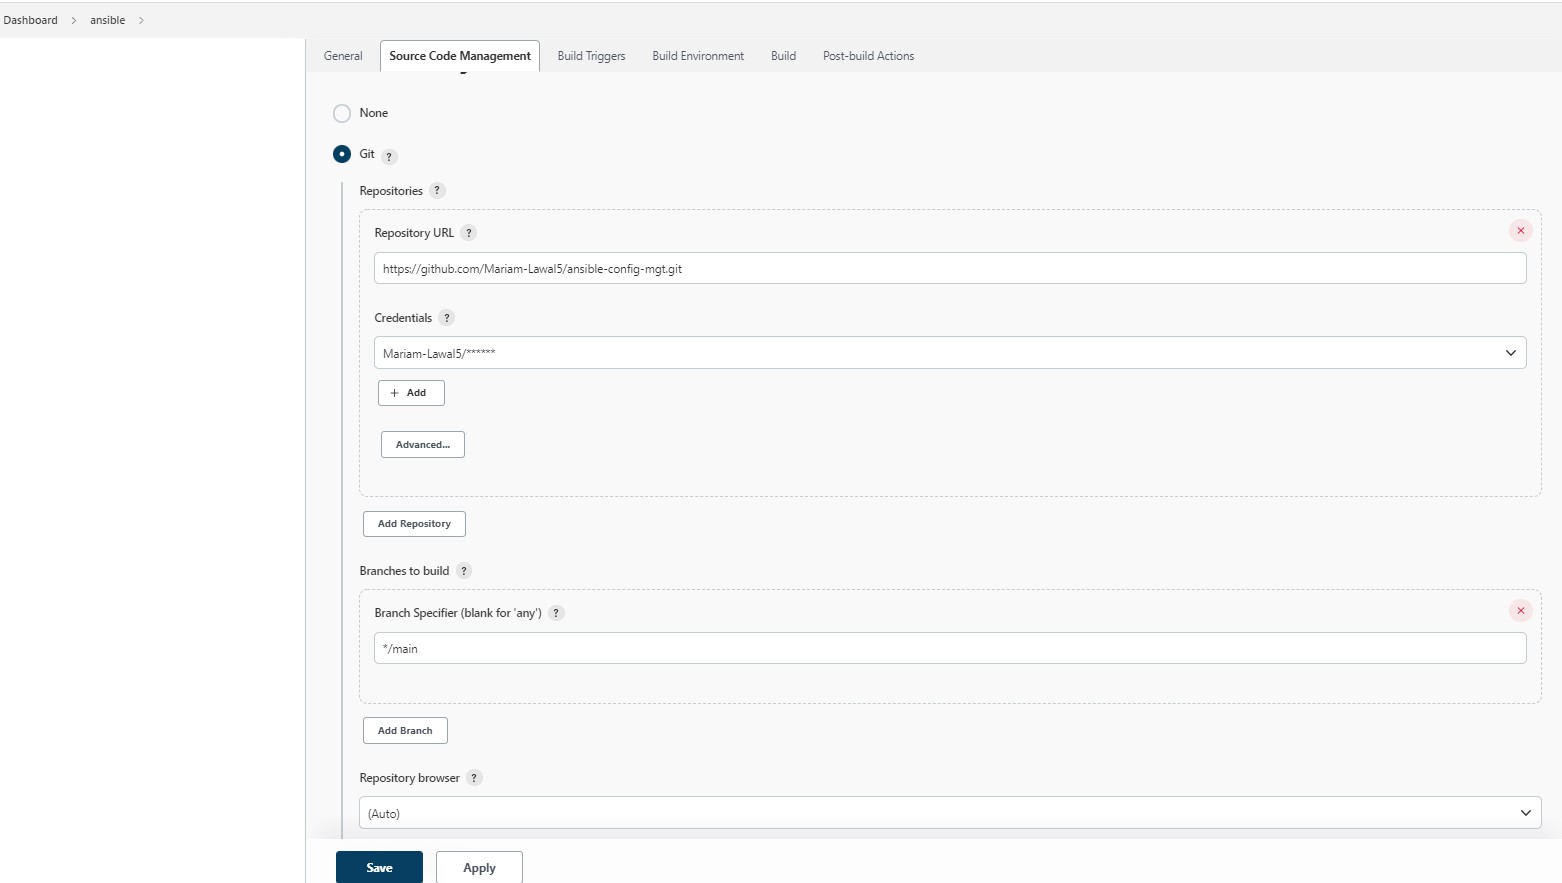 Dashboard > ansible >
General Source Code Management Build Triggers Build Environment Build Post-build Actions
None
Git ?
Repositories ?
Repository URL ?
https://github.com/Mariam-Lawal5/ansible-config-mgt.git
Credentials ?
Mariam-Lawal5/******
+ Add
Advanced...
Add Repository
Branches to build ?
Branch Specifier (blank for 'any') ?
*/main
Add Branch
Repository browser ?
(Auto)
Save Apply